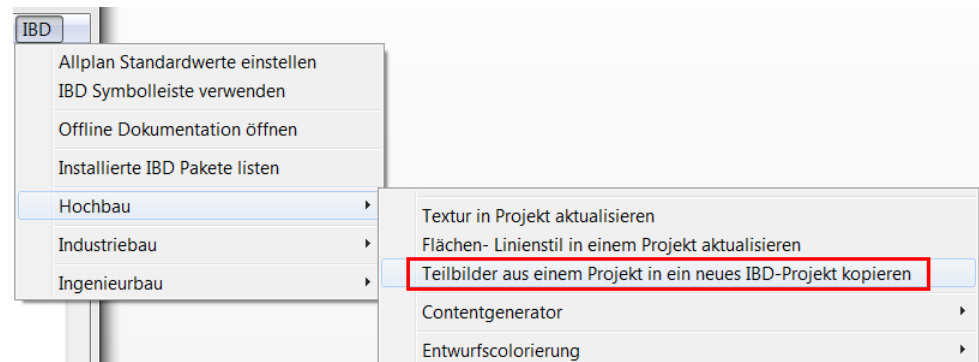 IBD
Allplan Standardwerte einstellen
IBD Symbolleiste verwenden
Offline Dokumentation öffnen
Installierte IBD Pakete listen
Hochbau
Industriebau
Ingenieurbau
Textur in Projekt aktualisieren
Flächen- Linienstil in einem Projekt aktualisieren
Teilbilder aus einem Projekt in ein neues IBD-Projekt kopieren
Contentgenerator
Entwurfscolorierung